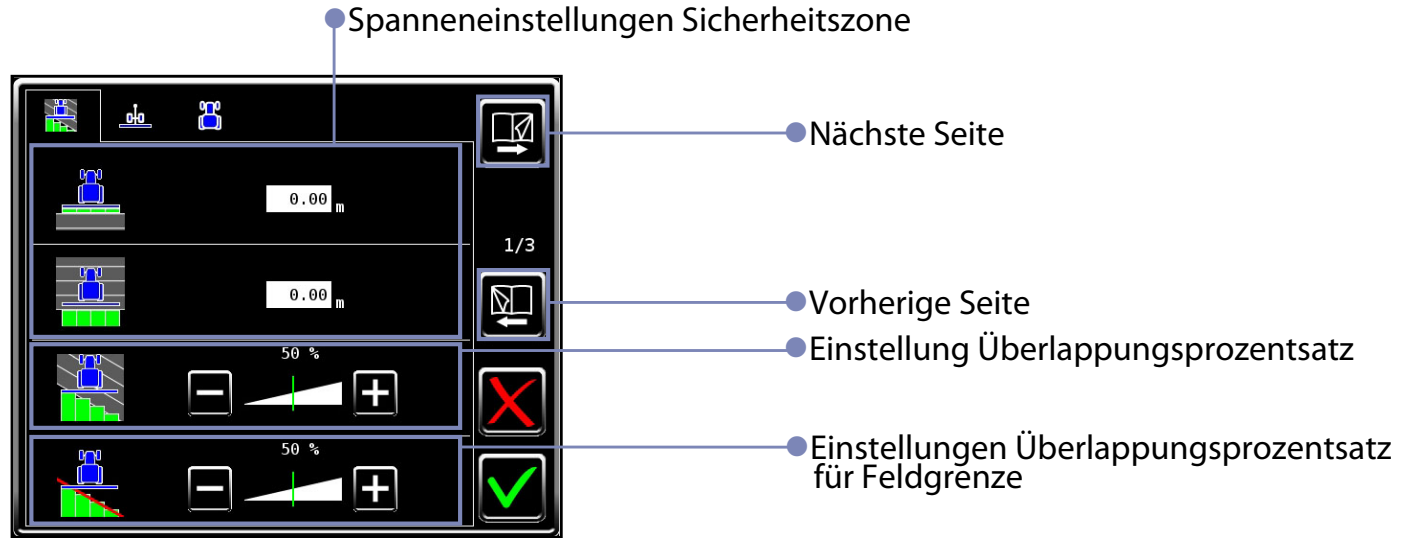 Spanneneinstellungen Sicherheitszone
Nächste Seite
0.00 m
1/3
0.00 m
Vorherige Seite
50 %
Einstellung Überlappungsprozentsatz
50 %
Einstellungen Überlappungsprozentsatz
für Feldgrenze